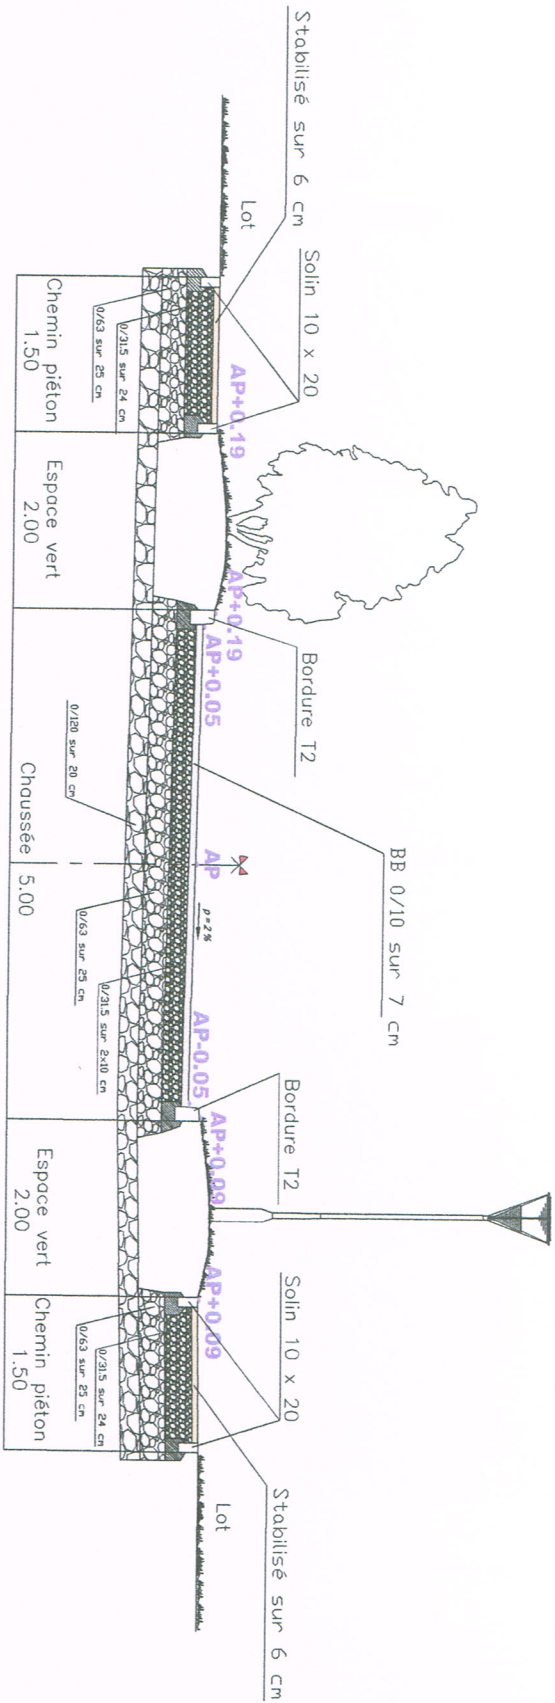 Stabilisé sur 6 cm
Lot
Solin 10 x 20
AP+0.19
AP+0.19
AP+0.05
Bordure T2
BB 0/10 sur 7 cm
AP
p=2%
AP-0.05
AP+0.09
Bordure T2
AP+0.09
Solin 10 x 20
Lot
Stabilisé sur 6 cm
0/31.5 sur 24 cm
0/63 sur 25 cm
0/120 sur 20 cm
0/63 sur 25 cm
0/31.5 sur 2x10 cm
0/31.5 sur 24 cm
0/63 sur 25 cm
Chemin piéton
1.50
Espace vert
2.00
Chaussée 5.00
Espace vert
2.00
Chemin piéton
1.50